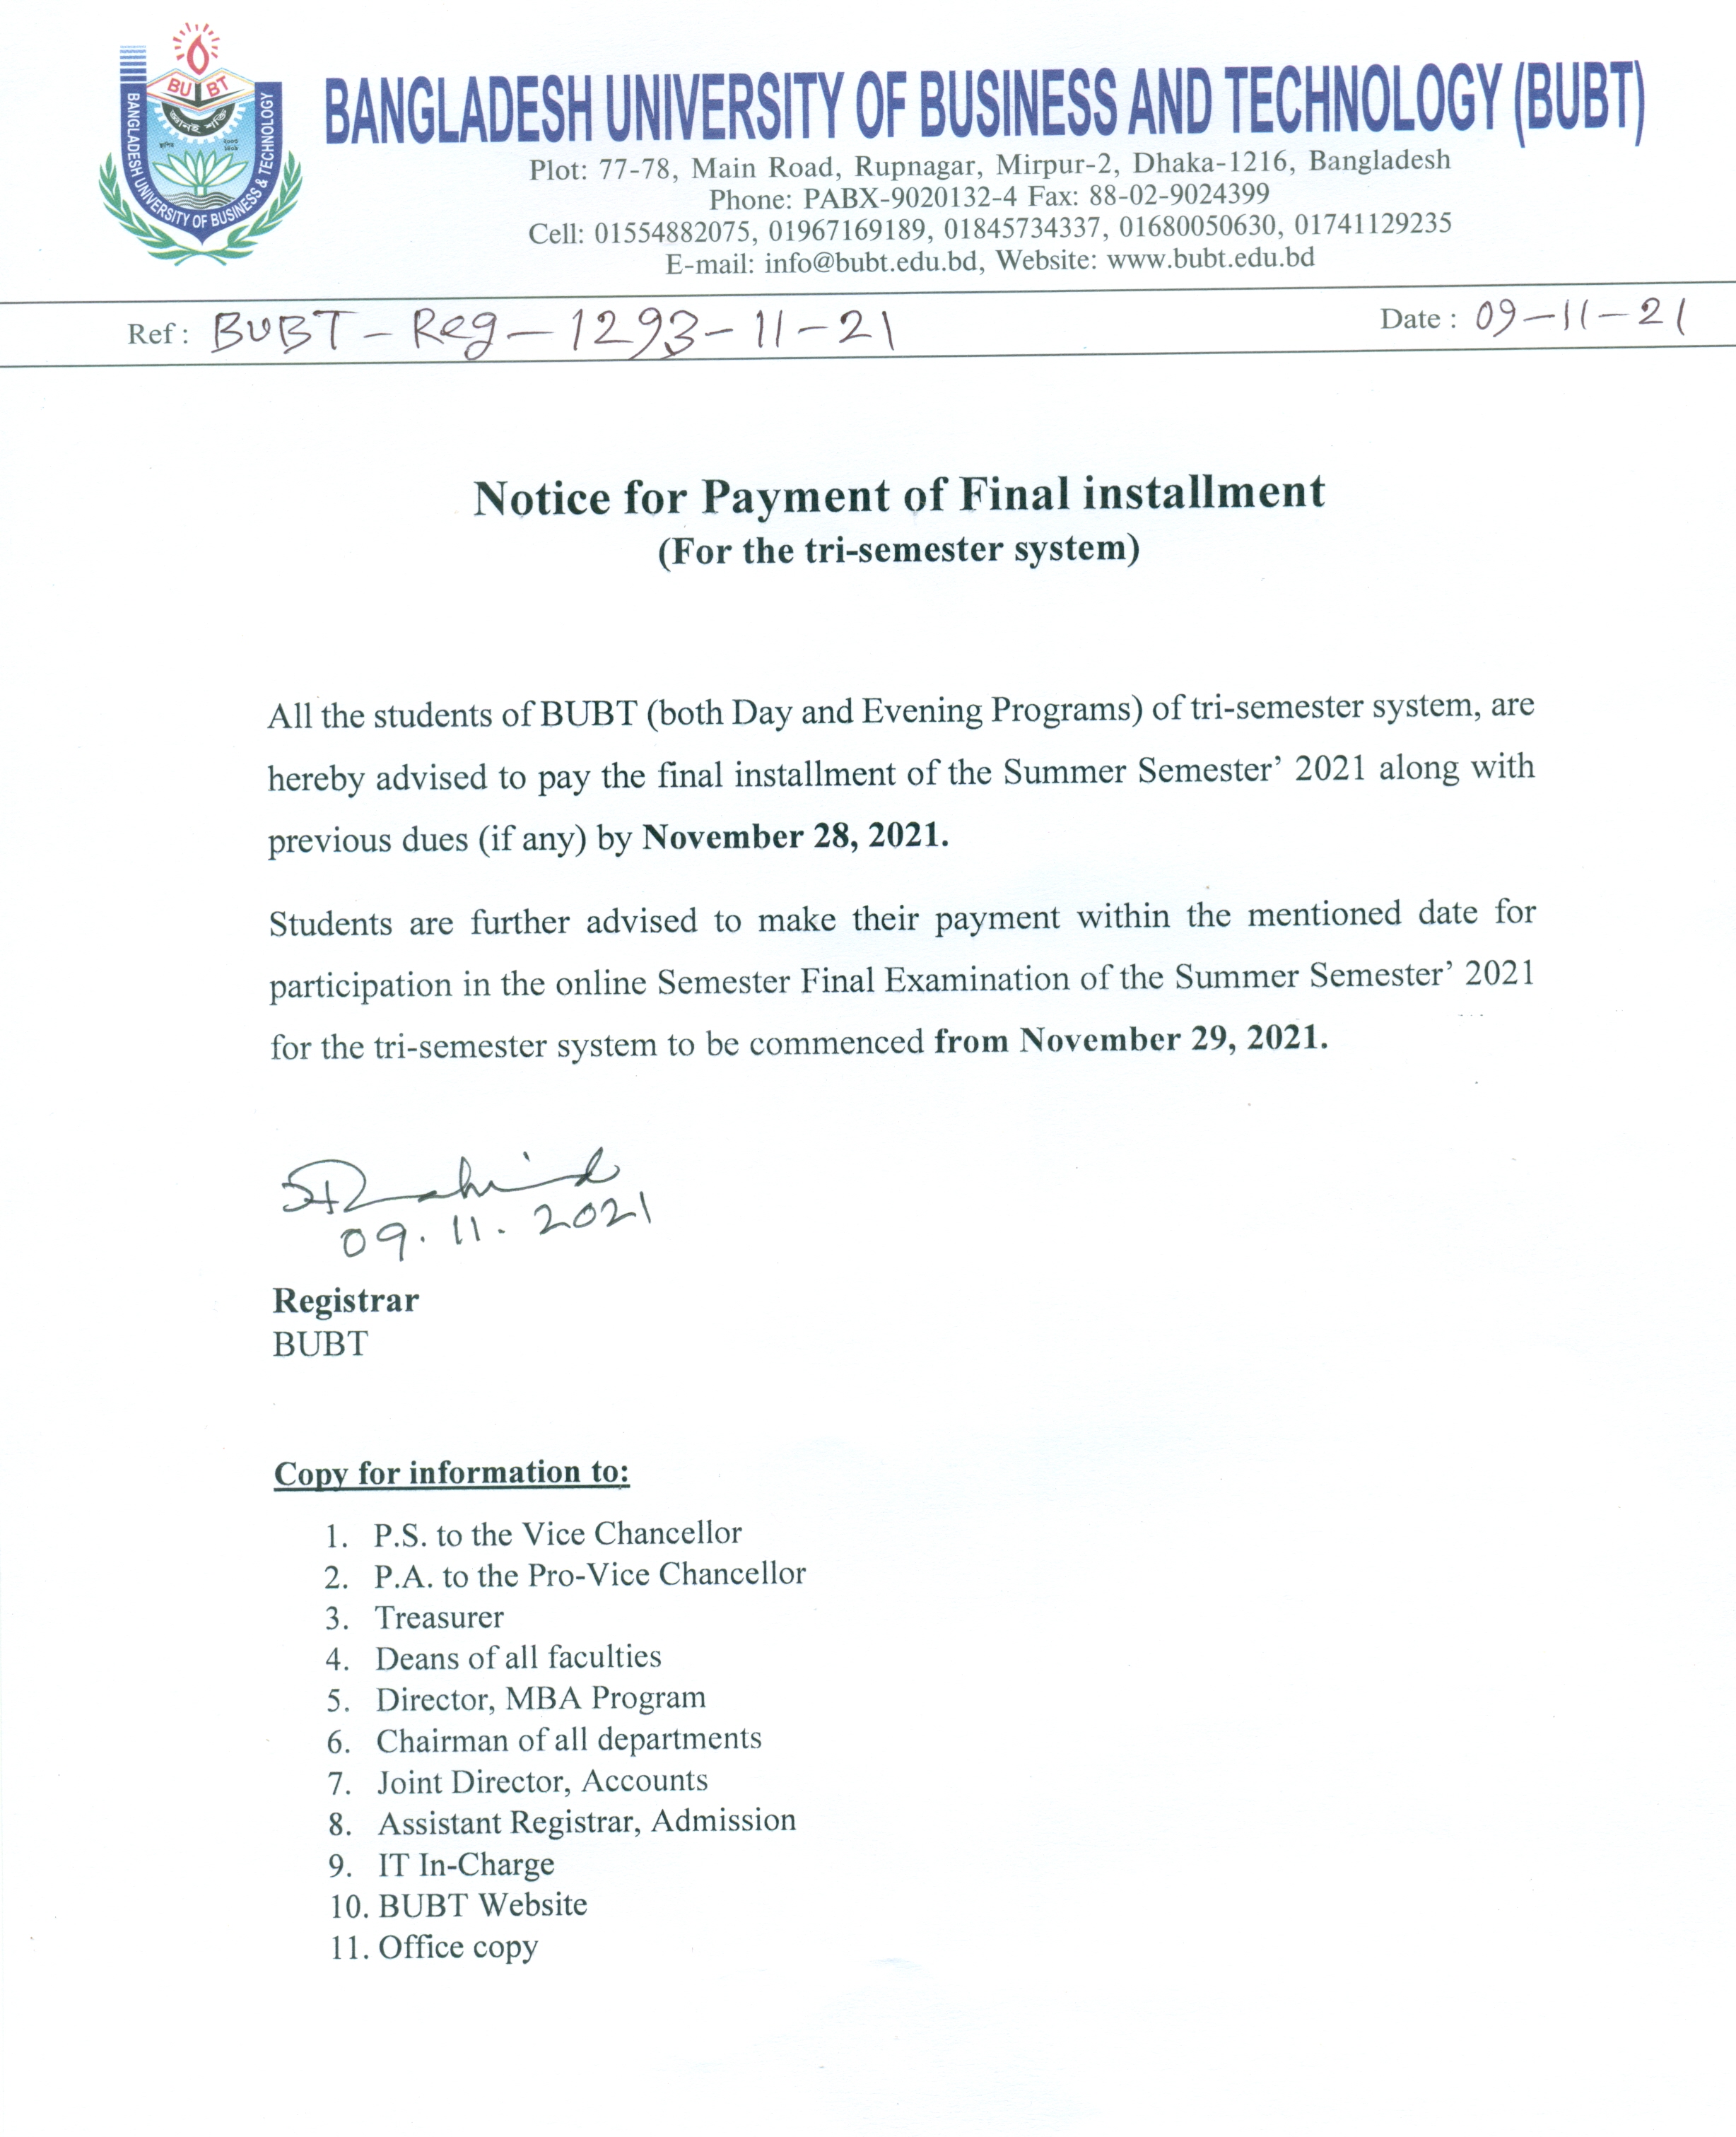 BU BT
জ্ঞানই শক্তি
স্থাপিত
২০০৩
BANGLADESH UNIVERSITY OF BUSINESS & TECHNOLOGY
BANGLADESH UNIVERSITY OF BUSINESS AND TECHNOLOGY (BUBT)
Plot: 77-78, Main Road, Rupnagar, Mirpur-2, Dhaka-1216, Bangladesh
Phone: PABX-9020132-4 Fax: 88-02-9024399
Cell: 01554882075, 01967169189, 01845734337, 01680050630, 01741129235
E-mail: info@bubt.edu.bd, Website: www.bubt.edu.bd
Ref : BUBT - Reg - 1293 - 11 - 21
Date : 09-11-21
Notice for Payment of Final installment
(For the tri-semester system)
All the students of BUBT (both Day and Evening Programs) of tri-semester system, are
hereby advised to pay the final installment of the Summer Semester’ 2021 along with
previous dues (if any) by November 28, 2021.
Students are further advised to make their payment within the mentioned date for
participation in the online Semester Final Examination of the Summer Semester’ 2021
for the tri-semester system to be commenced from November 29, 2021.
09.11.2021
Registrar
BUBT
Copy for information to:
1. P.S. to the Vice Chancellor
2. P.A. to the Pro-Vice Chancellor
3. Treasurer
4. Deans of all faculties
5. Director, MBA Program
6. Chairman of all departments
7. Joint Director, Accounts
8. Assistant Registrar, Admission
9. IT In-Charge
10. BUBT Website
11. Office copy